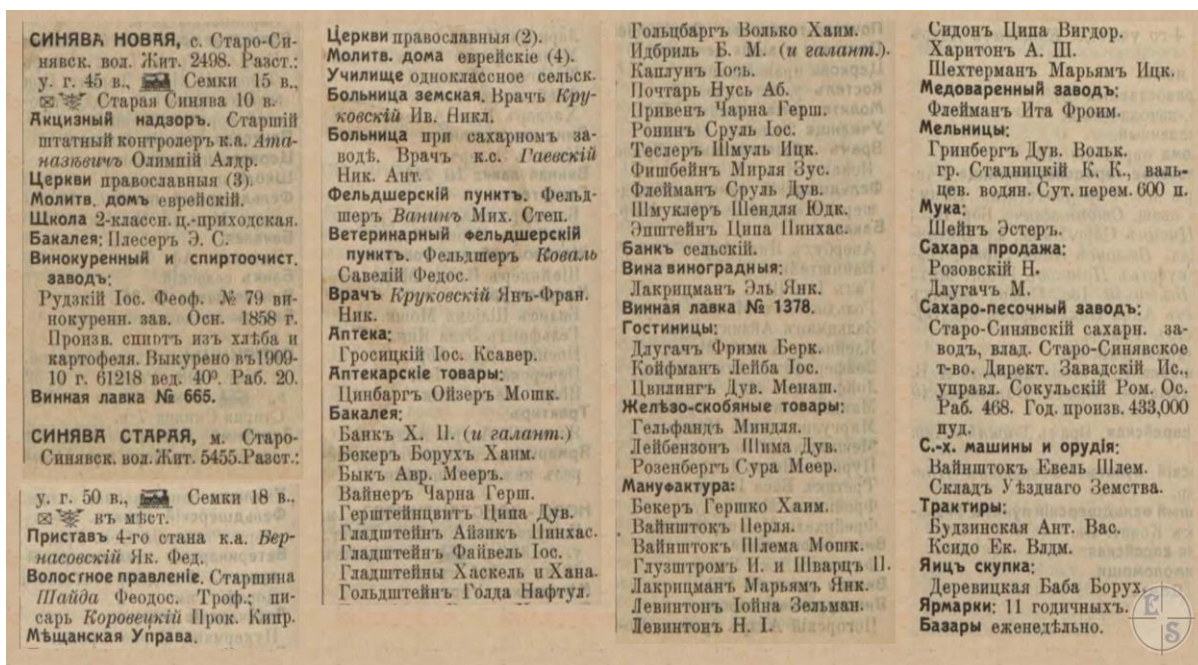 СИНЯВА НОВАЯ, с. Старо-Си-
нявск. вол. Жит. 2498. Разст.:
у. г. 45 в., Семки 15 в.,
Старая Синява 10 в.
Акцизный надзоръ. Старшій
штатный контролеръ к.а. Ата-
назѣвичъ Олимпій Алдр.
Церкви православныя (3).
Молитв. домъ еврейскій.
Школа 2-классн. ц.-приходская.
Бакалея: Плесеръ Э. С.
Винокуренный и спиртоочист.
заводъ:
Рудзкій Іос. Феоф. № 79 ви-
нокуренн. зав. Осн. 1858 г.
Произв. спиртъ изъ хлѣба и
картофеля. Выкурено въ 1909-
10 г. 61218 вед. 40º. Раб. 20.
Винная лавка № 665.
СИНЯВА СТАРАЯ, м. Старо-
Синявск. вол. Жит. 5455. Разст.:
у. г. 50 в., Семки 18 в.,
въ мѣст.
Приставъ 4-го стана к.а. Вер-
насовскій Як. Фед.
Волостное правленіе. Старшина
Шайда Феодос. Троф.; пи-
сарь Коровецкій Прок. Кипр.
Мѣщанская Управа.
Церкви православныя (2).
Молитв. дома еврейскіе (4).
Училище одноклассное сельск.
Больница земская. Врачъ Кру-
ковскій Ив. Никл.
Больница при сахарномъ за-
водѣ. Врачъ к.с. Гаевскій
Ник. Ант.
Фельдшерскій пунктъ. Фельд-
шеръ Ванинъ Мих. Степ.
Ветеринарный фельдшерскій
пунктъ. Фельдшеръ Коваль
Савелій Федос.
Врачъ Круковскій Янъ-Фран.
Ник.
Аптека:
Гросицкій Іос. Ксавер.
Аптекарскіе товары:
Цинбаргъ Ойзеръ Мошк.
Бакалея:
Банкъ Х. П. (и галант.)
Бекеръ Борухъ Хаим.
Быкъ Авр. Мееръ.
Вайнеръ Чарна Герш.
Герштейнцвитъ Ципа Дув.
Гладштейнъ Айзикъ Пинхас.
Гладштейнъ Файвель Іос.
Гладштейны Хаскель и Хана.
Гольдштейнъ Голда Нафтул.
Гольцбаргъ Волько Хаим.
Идбриль Б. М. (и галант.).
Каплунъ Іось.
Почтарь Нусь Аб.
Привенъ Чарна Герш.
Ронинъ Сруль Іос.
Теслеръ Шмуль Ицк.
Фишбейнъ Мирля Зус.
Флейманъ Сруль Дув.
Шмуклеръ Шендля Юдк.
Эпштейнъ Ципа Пинхас.
Банкъ сельскій.
Вина виноградныя:
Лакрицманъ Эль Янк.
Винная лавка № 1378.
Гостиницы:
Длугачъ Фрима Берк.
Койфманъ Лейба Іос.
Цвилингъ Дув. Менаш.
Желѣзо-скобяные товары:
Гельфандъ Миндля.
Лейбензонъ Шима Дув.
Розенбергъ Сура Меер.
Мануфактура:
Бекеръ Гершко Хаим.
Вайнштокъ Перля.
Вайнштокъ Шлема Мошк.
Глузштромъ И. и Шварцъ П.
Лакрицманъ Марьямъ Янк.
Левинтонъ Іойна Зельман.
Левинтонъ Н. І.
Сидонъ Ципа Вигдор.
Харитонъ А. Ш.
Шехтерманъ Марьямъ Ицк.
Медоваренный заводъ:
Флейманъ Ита Фроим.
Мельницы:
Гринбергъ Дув. Вольк.
гр. Стадницкій К. К., валь-
цев. водян. Сут. перем. 600 п.
Мука:
Шейнъ Эстеръ.
Сахара продажа:
Розовскій Н.
Длугачъ М.
Сахаро-песочный заводъ:
Старо-Синявскій сахарн. за-
водъ, влад. Старо-Синявское
т-во. Директ. Завадскій Ис.,
управл. Сокульскій Ром. Ос.
Раб. 468. Год. произв. 433,000
пуд.
С.-х. машины и орудія:
Вайнштокъ Евель Шлем.
Складъ Уѣзднаго Земства.
Трактиры:
Будзинская Ант. Вас.
Ксидо Ек. Влдм.
Яицъ скупка:
Деревицкая Баба Борух.
Ярмарки: 11 годичныхъ.
Базары еженедѣльно.
E S